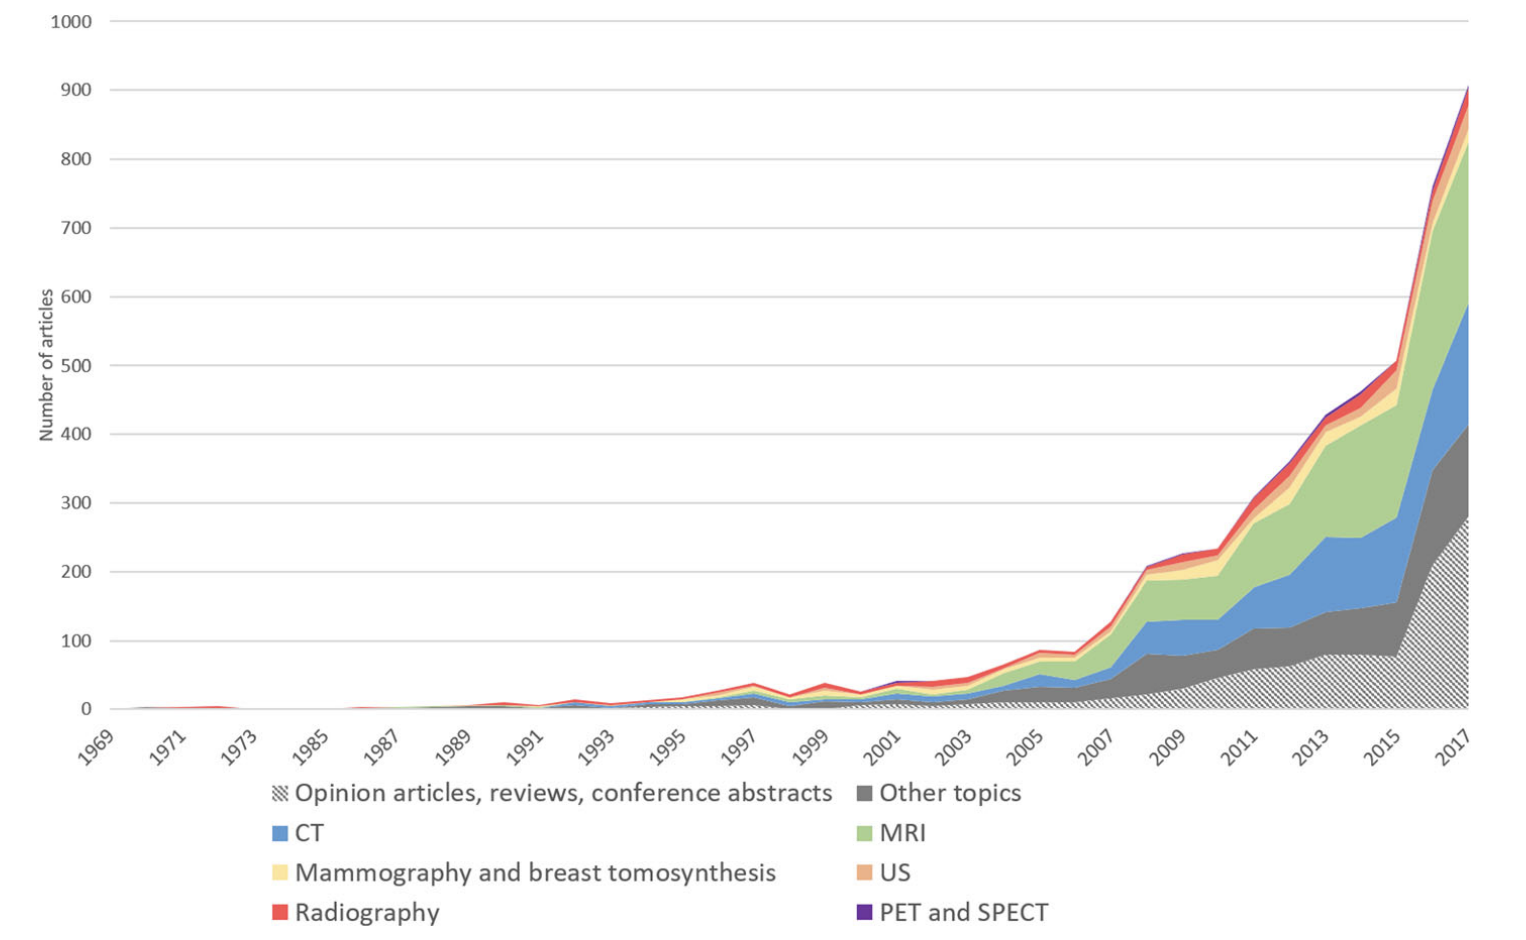 1000
900
800
700
600
500
400
300
200
100
0
Number of articles
1969 1971 1973 1985 1987 1989 1991 1993 1995 1997 1999 2001 2003 2005 2007 2009 2011 2013 2015 2017
Opinion articles, reviews, conference abstracts Other topics
CT MRI
Mammography and breast tomosynthesis US
Radiography PET and SPECT